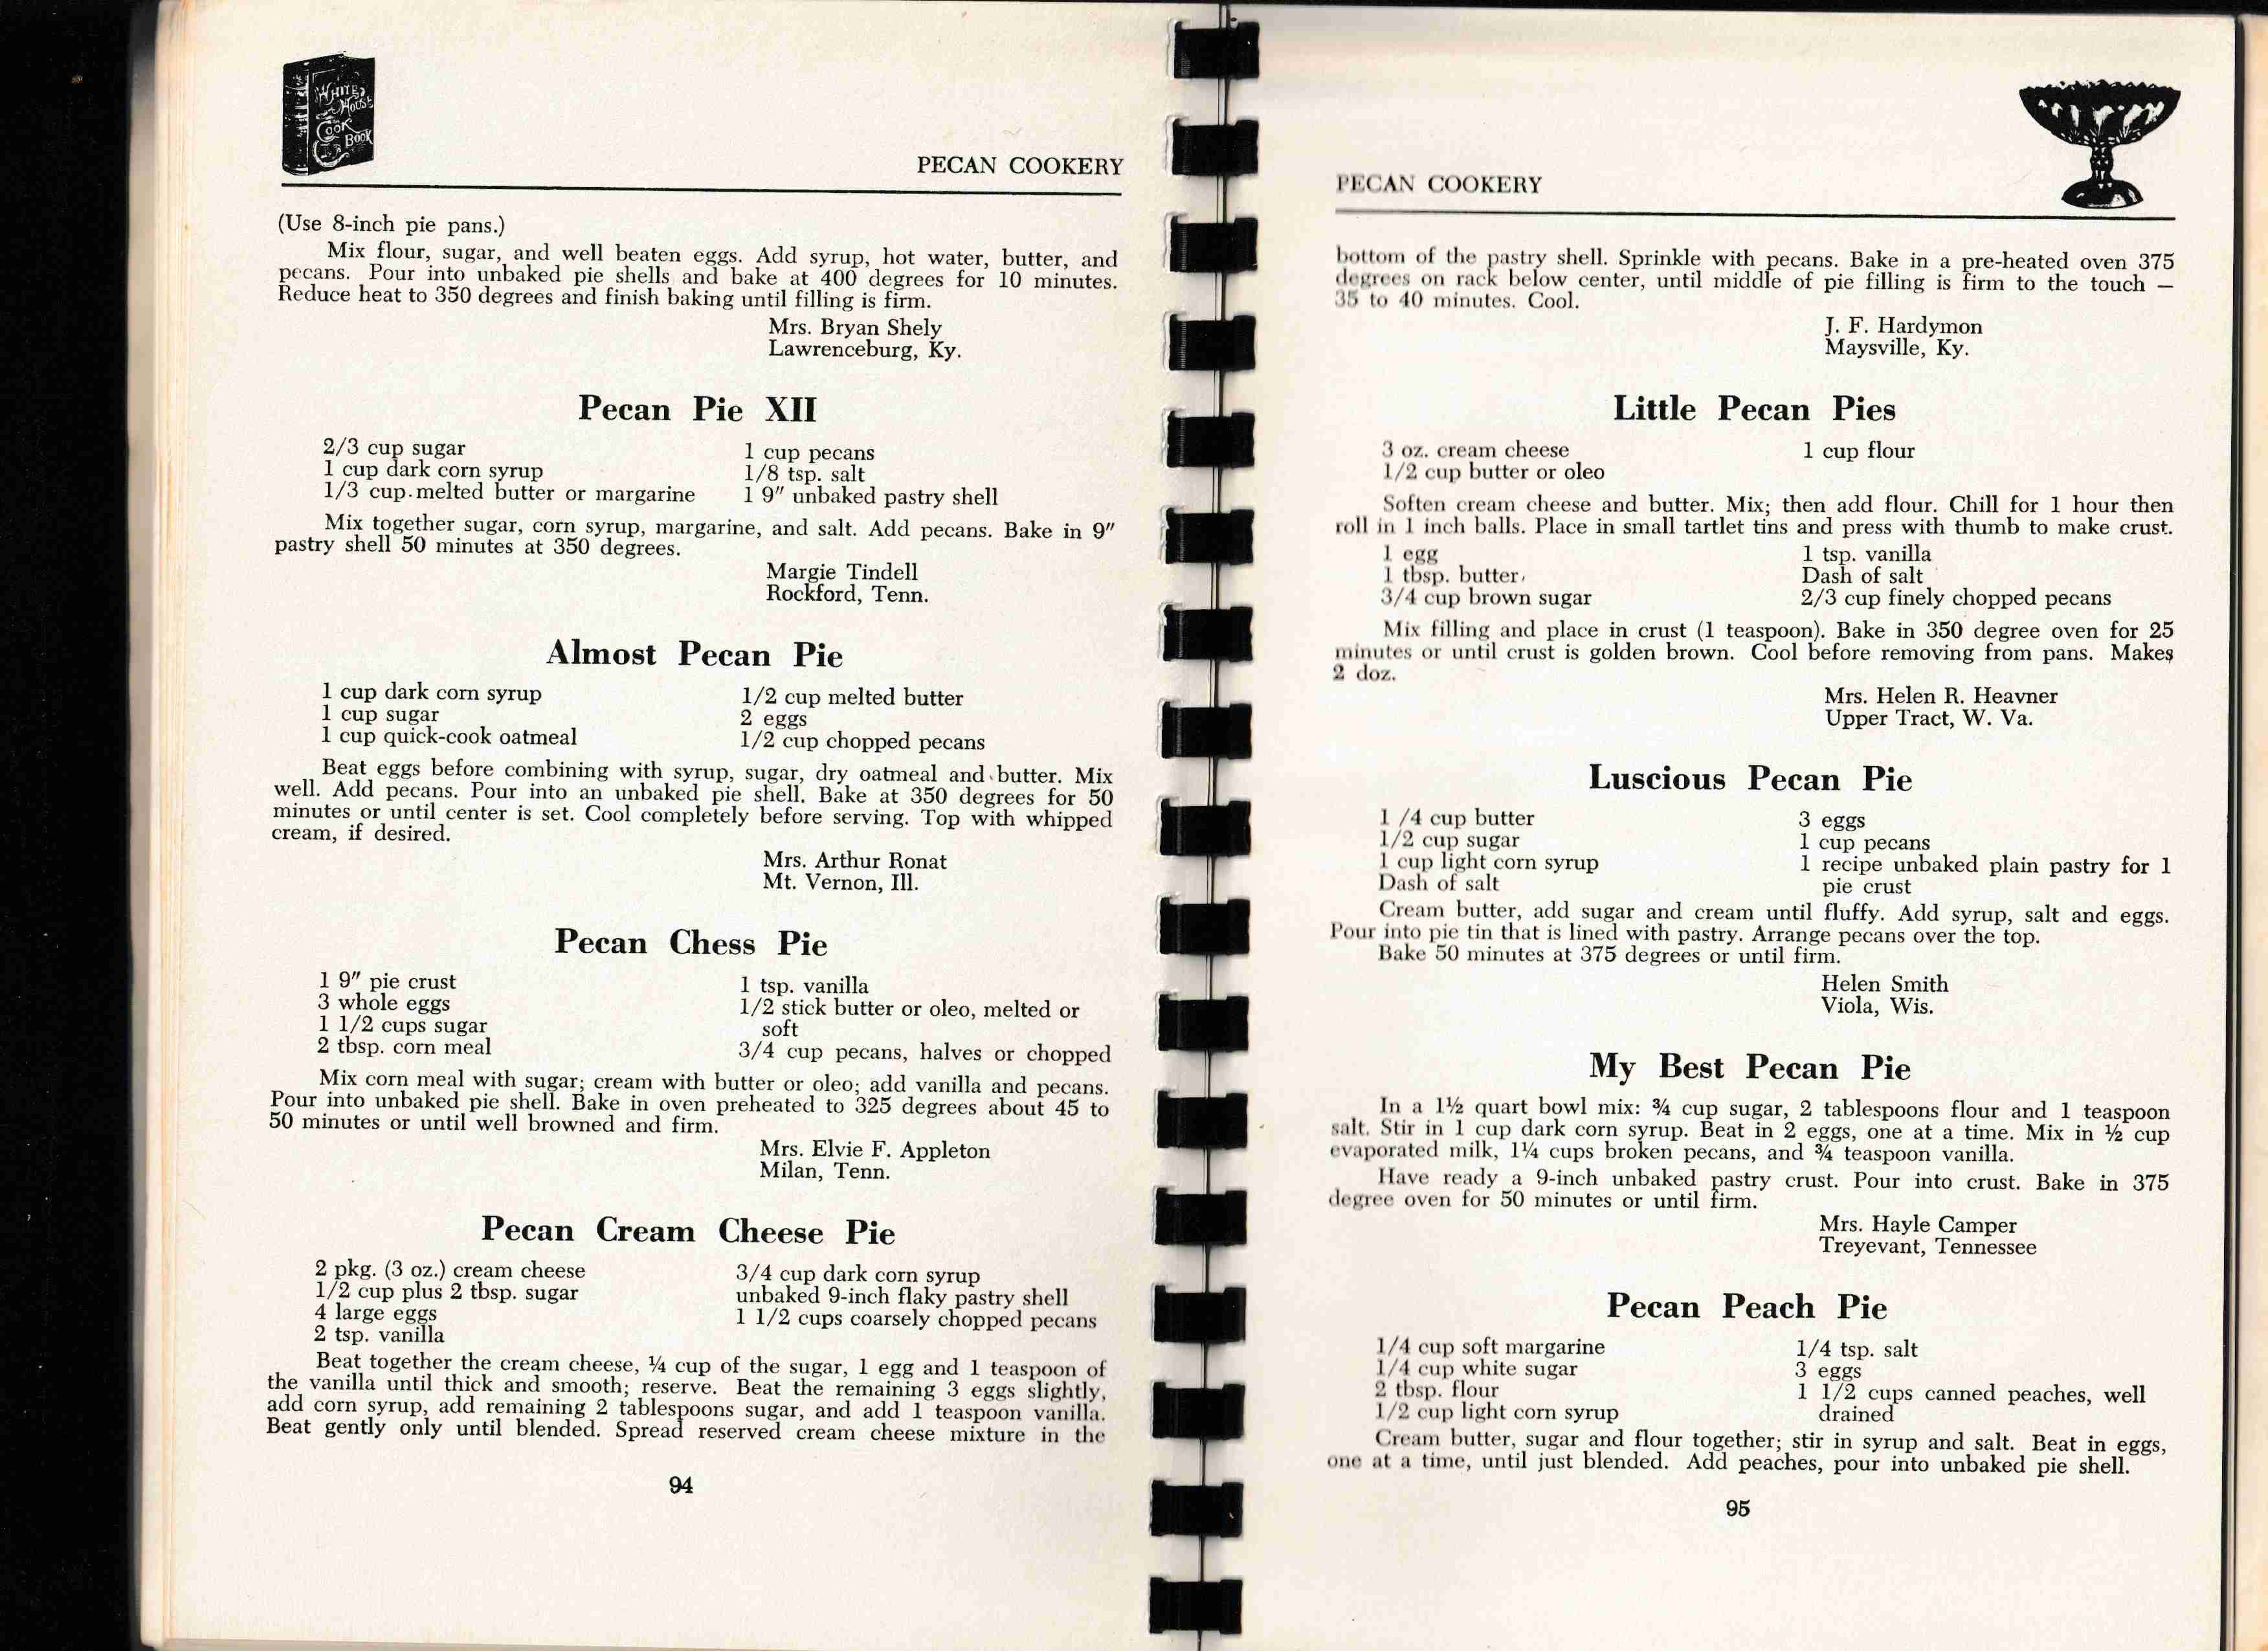 WHITE
HOUSE
COOK
BOOK
PECAN COOKERY
(Use 8-inch pie pans.)
Mix flour, sugar, and well beaten eggs. Add syrup, hot water, butter, and
pecans. Pour into unbaked pie shells and bake at 400 degrees for 10 minutes.
Reduce heat to 350 degrees and finish baking until filling is firm.
Mrs. Bryan Shely
Lawrenceburg, Ky.
Pecan Pie XII
2/3 cup sugar
1 cup dark corn syrup
1/3 cup melted butter or margarine
1 cup pecans
1/8 tsp. salt
1 9″ unbaked pastry shell
Mix together sugar, corn syrup, margarine, and salt. Add pecans. Bake in 9″
pastry shell 50 minutes at 350 degrees.
Margie Tindell
Rockford, Tenn.
Almost Pecan Pie
1 cup dark corn syrup
1 cup sugar
1 cup quick-cook oatmeal
1/2 cup melted butter
2 eggs
1/2 cup chopped pecans
Beat eggs before combining with syrup, sugar, dry oatmeal and butter. Mix
well. Add pecans. Pour into an unbaked pie shell. Bake at 350 degrees for 50
minutes or until center is set. Cool completely before serving. Top with whipped
cream, if desired.
Mrs. Arthur Ronat
Mt. Vernon, Ill.
Pecan Chess Pie
1 9″ pie crust
3 whole eggs
1 1/2 cups sugar
2 tbsp. corn meal
1 tsp. vanilla
1/2 stick butter or oleo, melted or
soft
3/4 cup pecans, halves or chopped
Mix corn meal with sugar; cream with butter or oleo; add vanilla and pecans.
Pour into unbaked pie shell. Bake in oven preheated to 325 degrees about 45 to
50 minutes or until well browned and firm.
Mrs. Elvie F. Appleton
Milan, Tenn.
Pecan Cream Cheese Pie
2 pkg. (3 oz.) cream cheese
1/2 cup plus 2 tbsp. sugar
4 large eggs
2 tsp. vanilla
3/4 cup dark corn syrup
unbaked 9-inch flaky pastry shell
1 1/2 cups coarsely chopped pecans
Beat together the cream cheese, ¼ cup of the sugar, 1 egg and 1 teaspoon of
the vanilla until thick and smooth; reserve. Beat the remaining 3 eggs slightly,
add corn syrup, add remaining 2 tablespoons sugar, and add 1 teaspoon vanilla.
Beat gently only until blended. Spread reserved cream cheese mixture in the
94
PECAN COOKERY
bottom of the pastry shell. Sprinkle with pecans. Bake in a pre-heated oven 375
degrees on rack below center, until middle of pie filling is firm to the touch —
35 to 40 minutes. Cool.
J. F. Hardymon
Maysville, Ky.
Little Pecan Pies
3 oz. cream cheese
1/2 cup butter or oleo
1 cup flour
Soften cream cheese and butter. Mix; then add flour. Chill for 1 hour then
roll in 1 inch balls. Place in small tartlet tins and press with thumb to make crust.
1 egg
1 tbsp. butter
3/4 cup brown sugar
1 tsp. vanilla
Dash of salt
2/3 cup finely chopped pecans
Mix filling and place in crust (1 teaspoon). Bake in 350 degree oven for 25
minutes or until crust is golden brown. Cool before removing from pans. Makes
2 doz.
Mrs. Helen R. Heavner
Upper Tract, W. Va.
Luscious Pecan Pie
1 /4 cup butter
1/2 cup sugar
1 cup light corn syrup
Dash of salt
3 eggs
1 cup pecans
1 recipe unbaked plain pastry for 1
pie crust
Cream butter, add sugar and cream until fluffy. Add syrup, salt and eggs.
Pour into pie tin that is lined with pastry. Arrange pecans over the top.
Bake 50 minutes at 375 degrees or until firm.
Helen Smith
Viola, Wis.
My Best Pecan Pie
In a 1½ quart bowl mix: ¾ cup sugar, 2 tablespoons flour and 1 teaspoon
salt. Stir in 1 cup dark corn syrup. Beat in 2 eggs, one at a time. Mix in ½ cup
evaporated milk, 1¼ cups broken pecans, and ¾ teaspoon vanilla.
Have ready a 9-inch unbaked pastry crust. Pour into crust. Bake in 375
degree oven for 50 minutes or until firm.
Mrs. Hayle Camper
Treyevant, Tennessee
Pecan Peach Pie
1/4 cup soft margarine
1/4 cup white sugar
2 tbsp. flour
1/2 cup light corn syrup
1/4 tsp. salt
3 eggs
1 1/2 cups canned peaches, well
drained
Cream butter, sugar and flour together; stir in syrup and salt. Beat in eggs,
one at a time, until just blended. Add peaches, pour into unbaked pie shell.
95